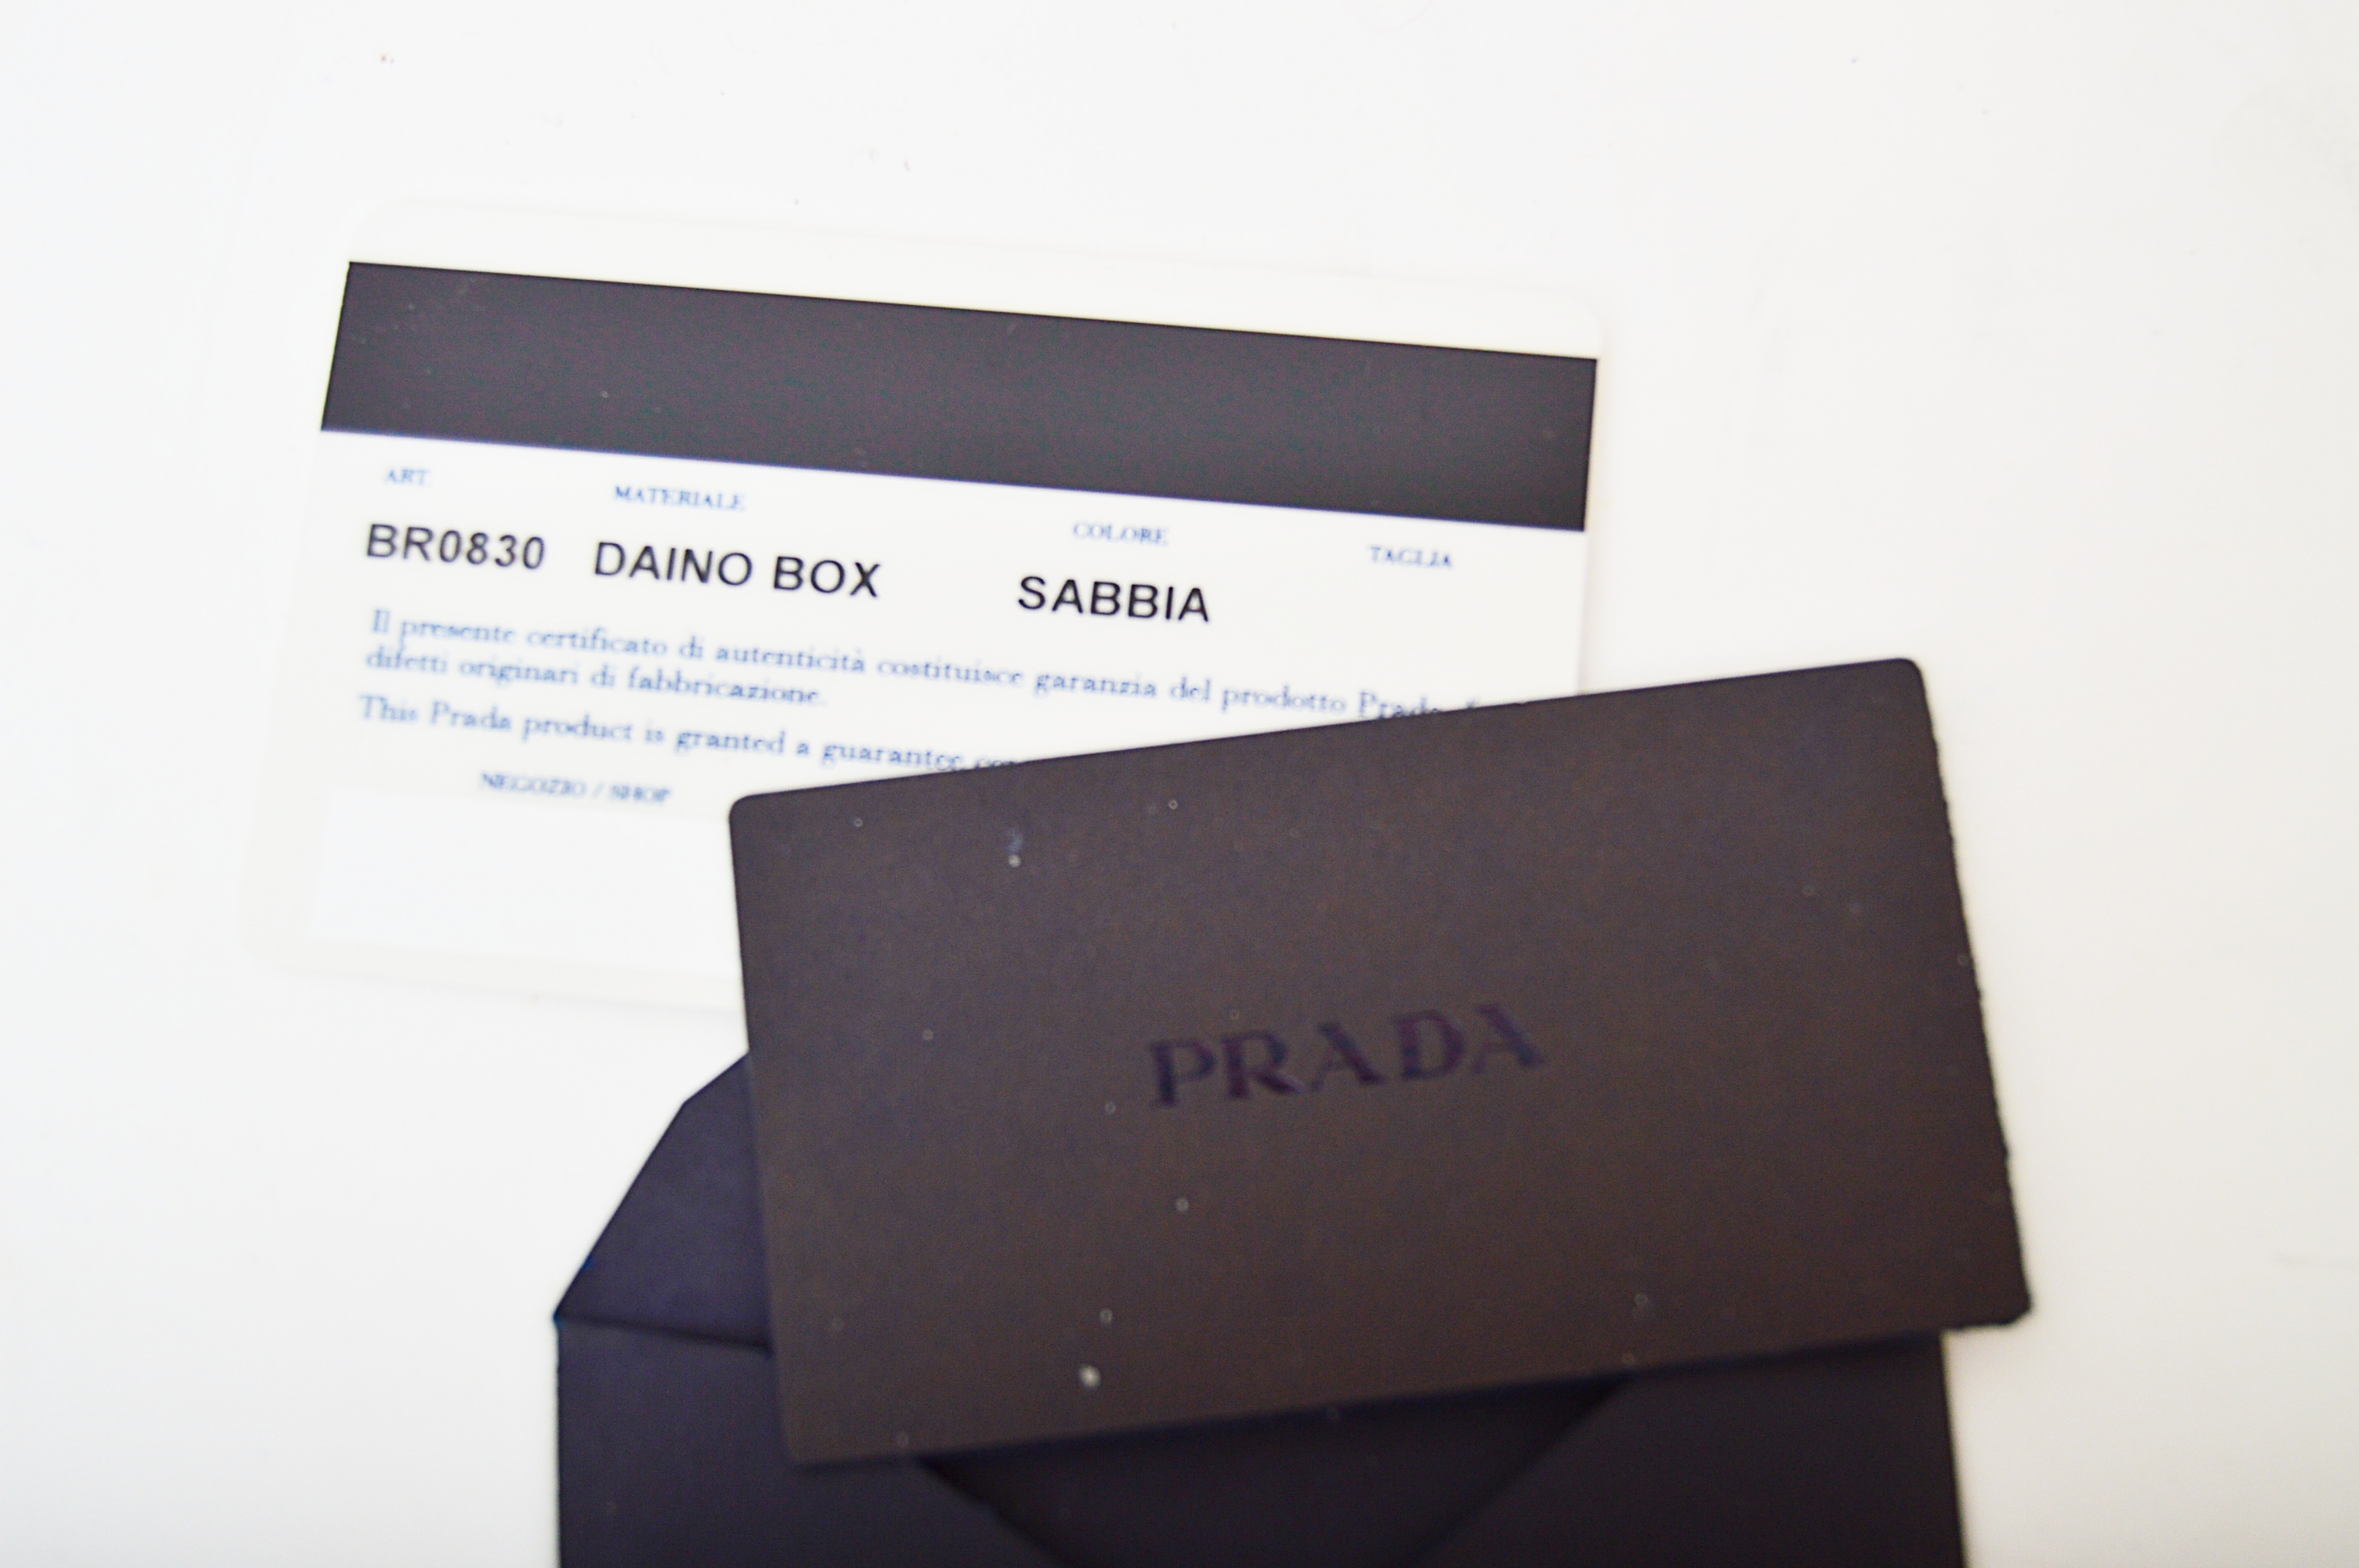 ART MATERIALE COLORE TAGLIA
BR0830 DAINO BOX SABBIA
Il presente certificato di autenticità costituisce garanzia del prodotto Prada
difetti originari di fabbricazione.
This Prada product is granted a guarantee
NEGOZIO / SHOP
PRADA